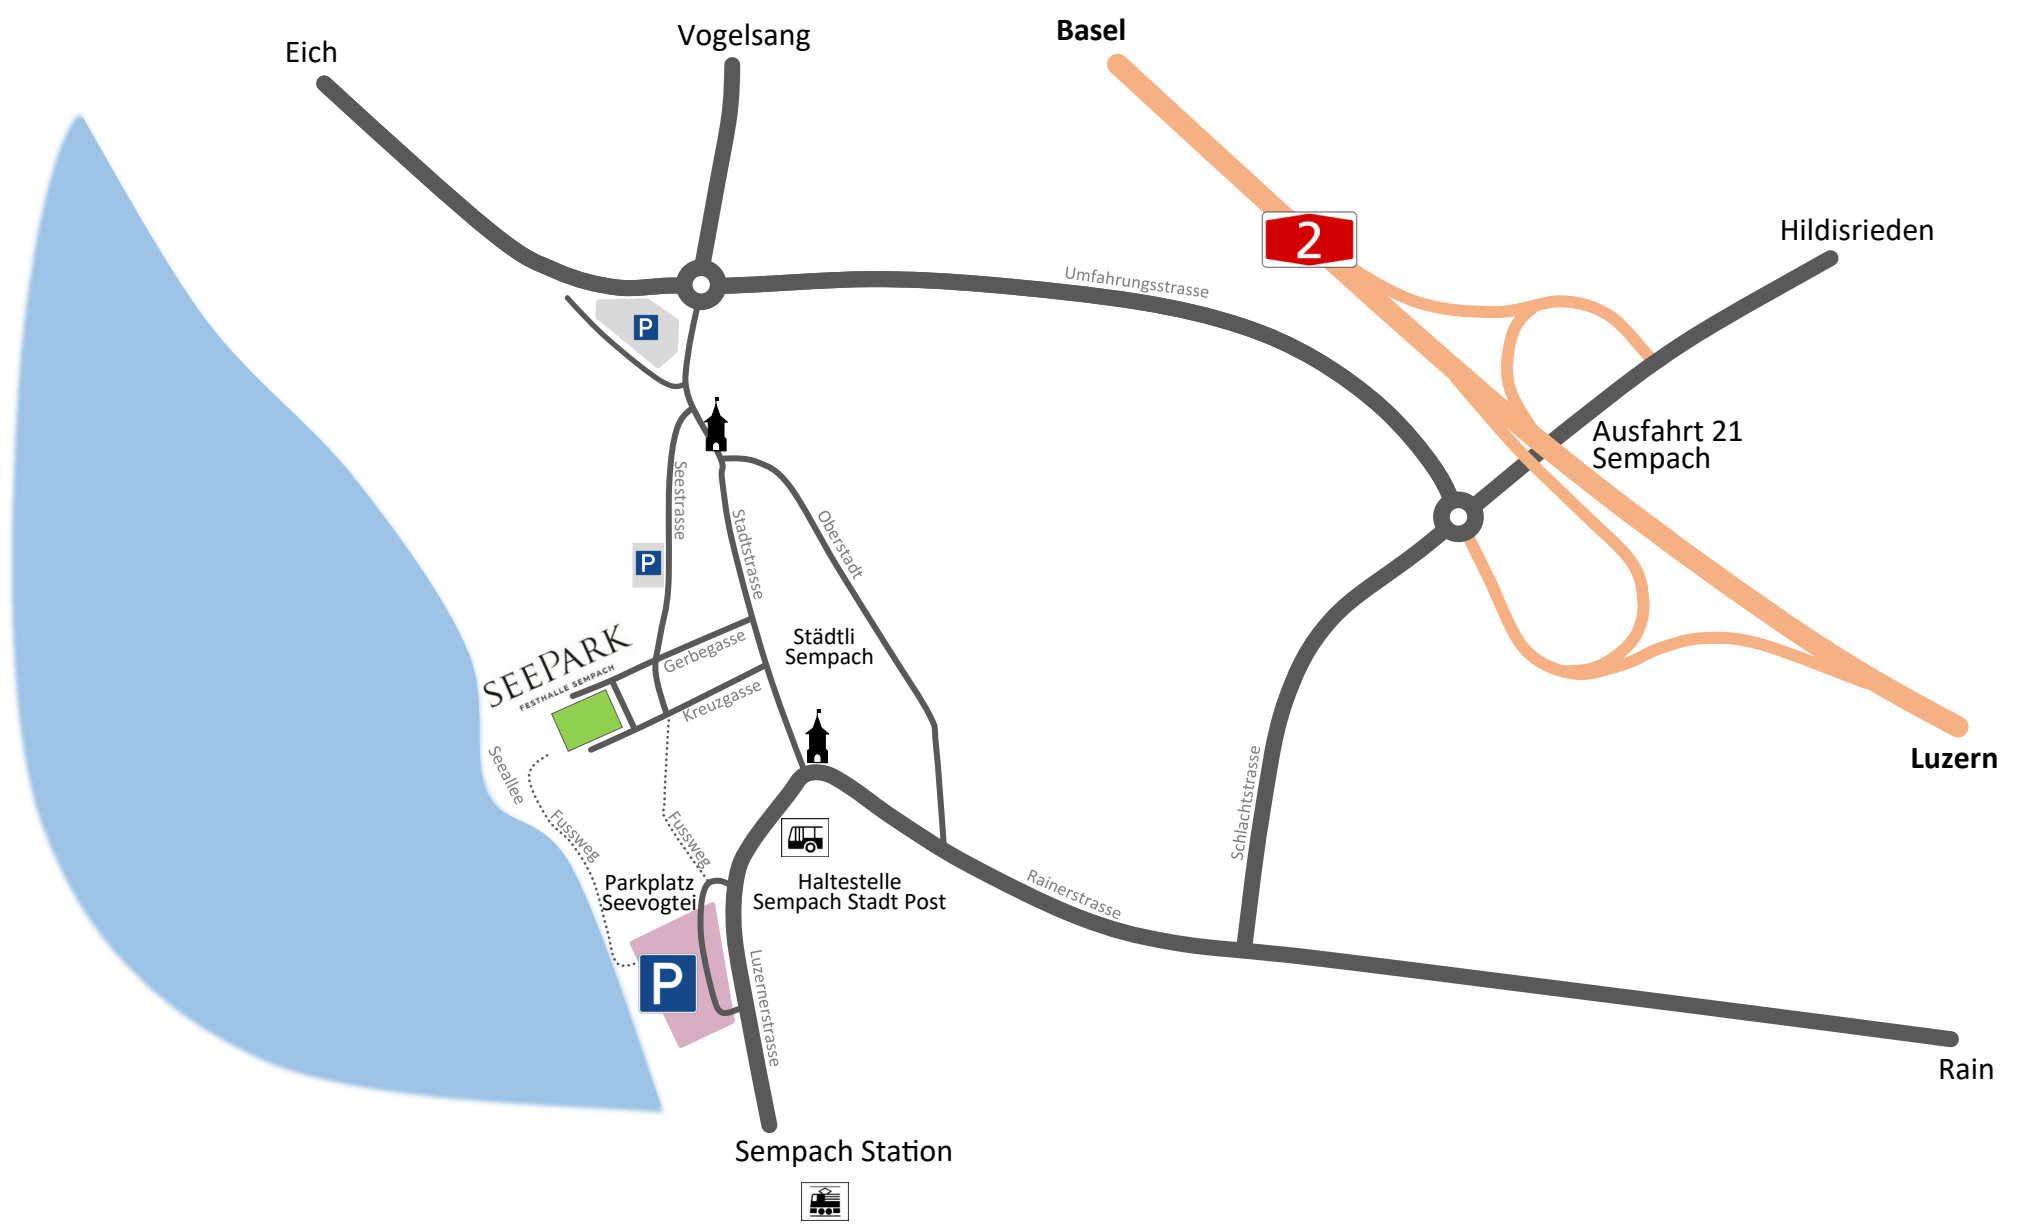 Basel
Vogelsang
Eich
Hildisrieden
2
Umfahrungsstrasse
P
Ausfahrt 21
Sempach
Seestrasse
Stadtstrasse
Oberstadt
P
SEEPARK
FESTHALLE SEMPACH
Gerbegasse
Städtli
Sempach
Kreuzgasse
Luzern
Seeallee
Schlachtstrasse
Fussweg
Fussweg
Parkplatz
Seevogtei
Haltestelle
Sempach Stadt Post
Rainerstrasse
P
Luzernerstrasse
Rain
Sempach Station